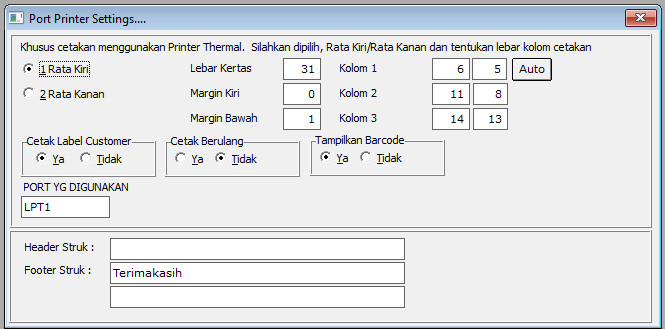 Port Printer Settings....
Khusus cetakan menggunakan Printer Thermal. Silahkan dipilih, Rata Kiri/Rata Kanan dan tentukan lebar kolom cetakan
1 Rata Kiri Lebar Kertas 31 Kolom 1 6 5 Auto
2 Rata Kanan Margin Kiri 0 Kolom 2 11 8
Margin Bawah 1 Kolom 3 14 13
Cetak Label Customer Cetak Berulang Tampilkan Barcode
Ya Tidak Ya Tidak Ya Tidak
PORT YG DIGUNAKAN
LPT1
Header Struk :
Footer Struk : Terimakasih